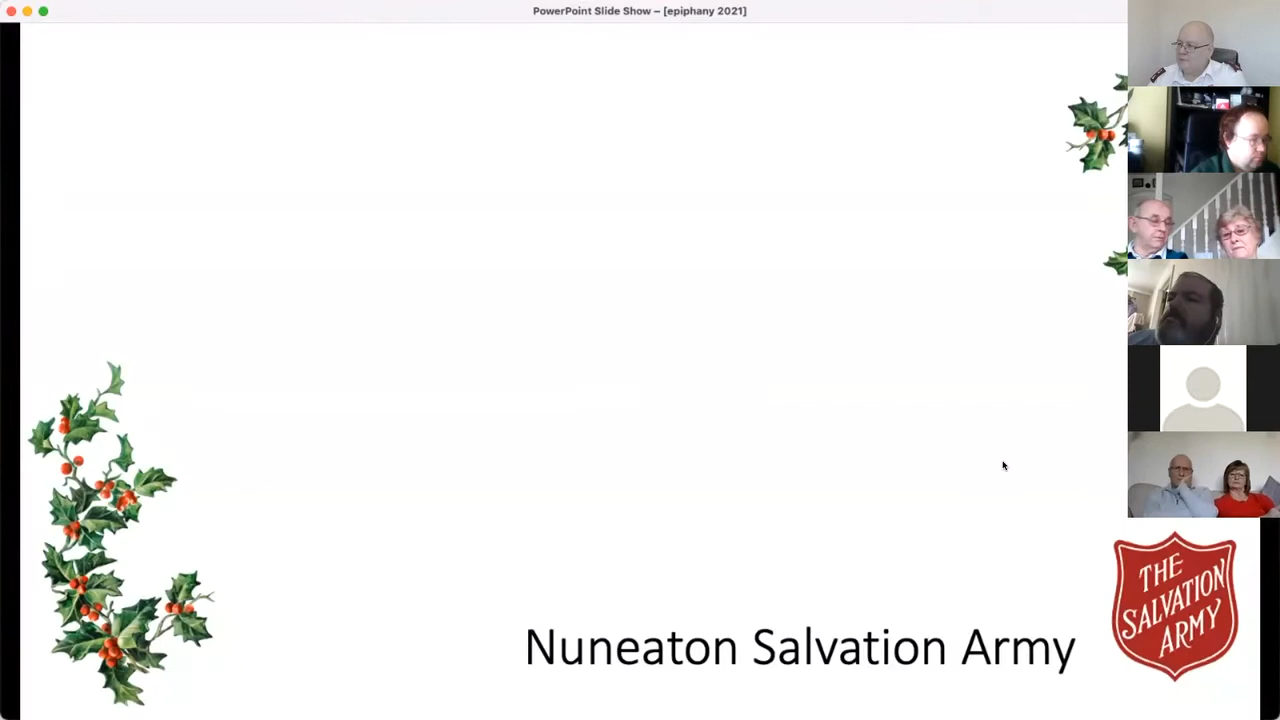 PowerPoint Slide Show – [epiphany 2021]
Nuneaton Salvation Army
THE
SALVATION
ARMY